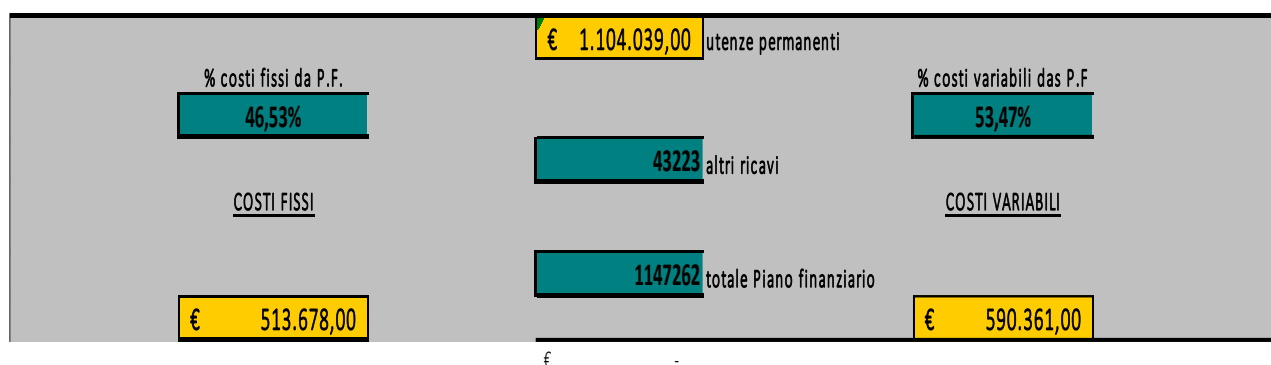 € 1.104.039,00 utenze permanenti
% costi fissi da P.F. % costi variabili das P.F
46,53% 53,47%
43223 altri ricavi
COSTI FISSI COSTI VARIABILI
1147262 totale Piano finanziario
€ 513.678,00 € 590.361,00
€ -